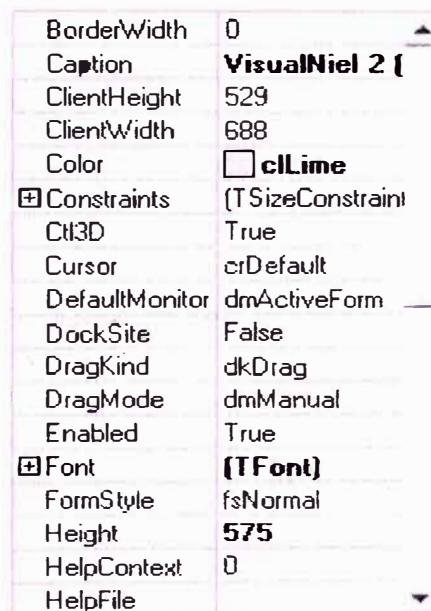 BorderWidth 0
Caption VisualNiel 2 (
ClientHeight 529
ClientWidth 688
Color clLime
Constraints (TSizeConstraint
Ctl3D True
Cursor crDefault
DefaultMonitor dmActiveForm
DockSite False
DragKind dkDrag
DragMode dmManual
Enabled True
Font (TFont)
FormStyle fsNormal
Height 575
HelpContext 0
HelpFile